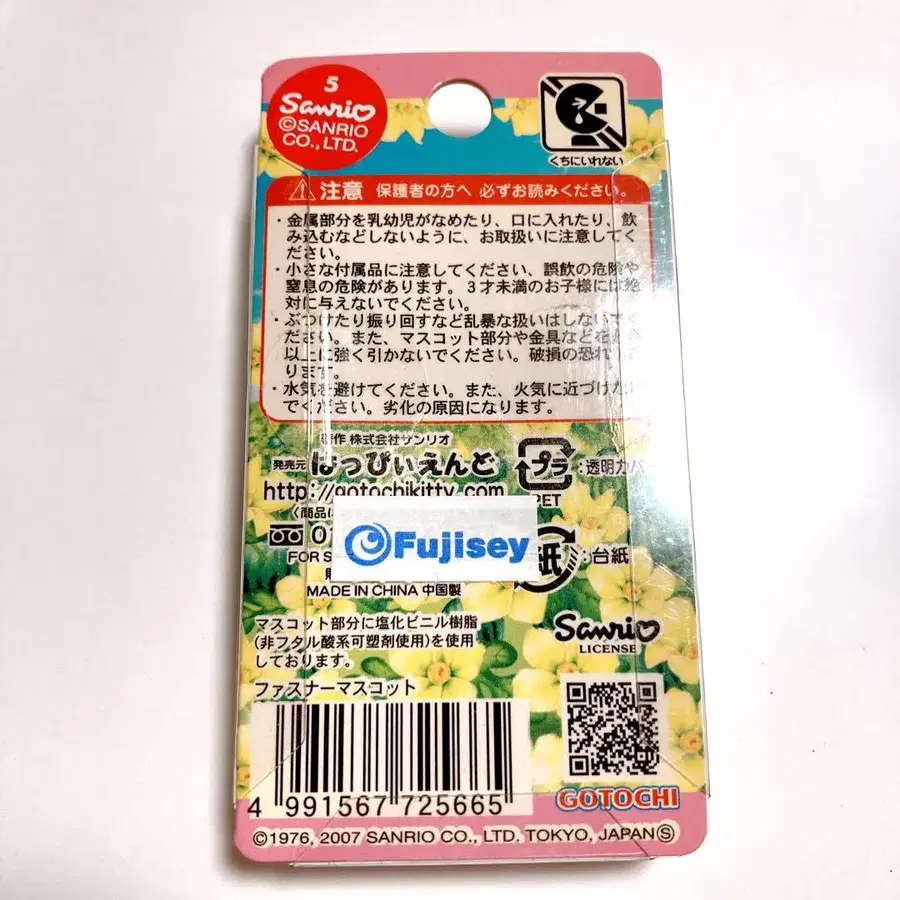 5
Sanrio
©SANRIO
CO.,LTD.
くちにいれない
注意 保護者の方へ 必ずお読みください。
・金属部分を乳幼児がなめたり、口に入れたり、飲
み込むなどしないように、お取扱いに注意してく
ださい。
・小さな付属品に注意してください、誤飲の危険や
窒息の危険があります。3才未満のお子様には絶
対に与えないでください。
・ぶつけたり振り回すなど乱暴な扱いはしないでく
ださい。また、マスコット部分や金具などを
以上に強く引かないでください。破損の恐れ
ります。
・水気を避けてください。また、火気に近づけない
でください。劣化の原因になります。
製作 株式会社サンリオ
発売元 はっぴぃえんど
http://gotochikitty.com
プラ :透明カバー
PET
Fujisey
紙 :台紙
MADE IN CHINA 中国製
マスコット部分に塩化ビニル樹脂
(非フタル酸系可塑剤使用)を使用
しております。
Sanrio
LICENSE
ファスナーマスコット
4 991567 725665
GOTOCHI
©1976, 2007 SANRIO CO., LTD. TOKYO, JAPAN Ⓢ